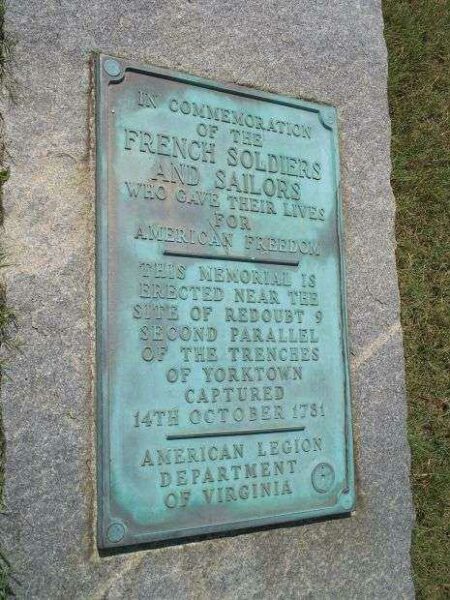 IN COMMEMORATION
OF THE
FRENCH SOLDIERS
AND SAILORS
WHO GAVE THEIR LIVES
FOR
AMERICAN FREEDOM
THIS MEMORIAL IS
ERECTED NEAR THE
SITE OF REDOUBT 9
SECOND PARALLEL
OF THE TRENCHES
OF YORKTOWN
CAPTURED
14TH OCTOBER 1781
AMERICAN LEGION
DEPARTMENT
OF VIRGINIA